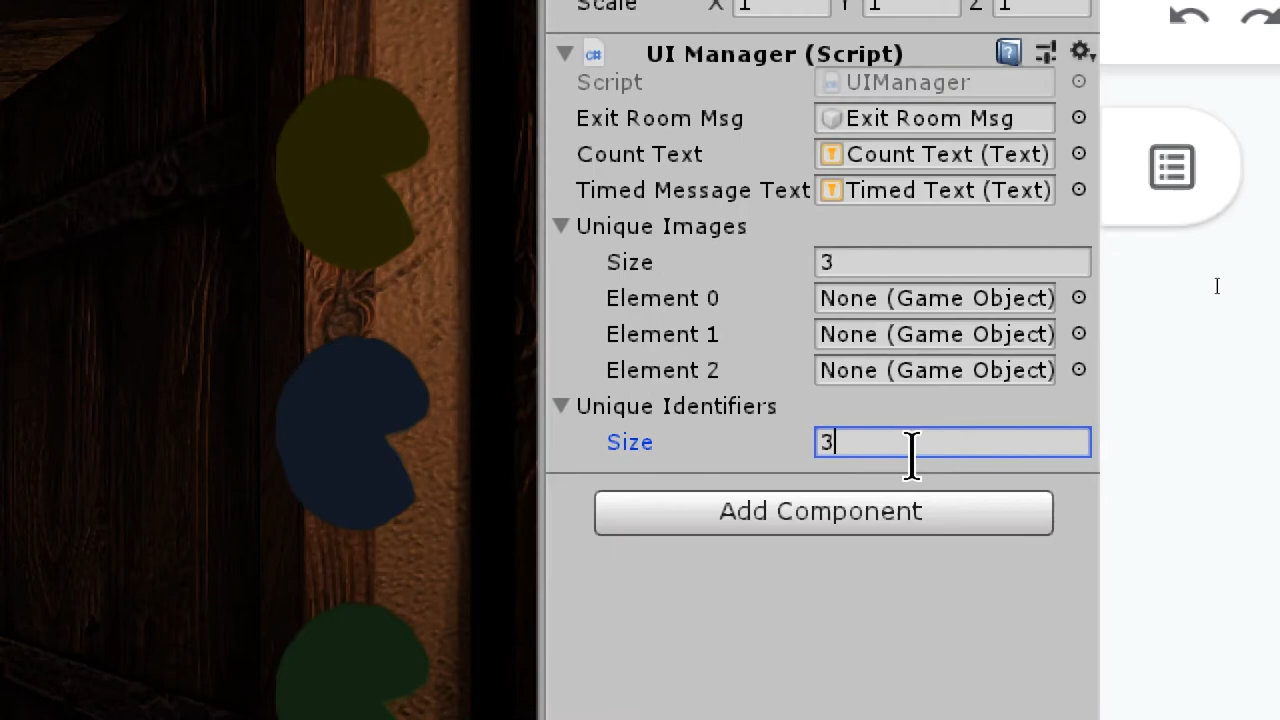 Scale X 1 Y 1 Z 1
c# UI Manager (Script)
Script UIManager
Exit Room Msg Exit Room Msg
Count Text Count Text (Text)
Timed Message Text Timed Text (Text)
Unique Images
Size 3
Element 0 None (Game Object)
Element 1 None (Game Object)
Element 2 None (Game Object)
Unique Identifiers
Size 3
Add Component